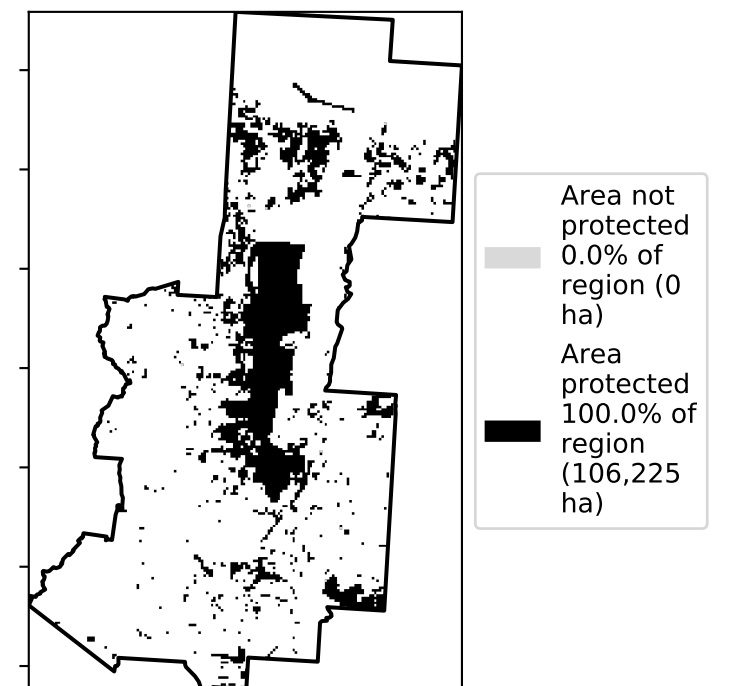 Area not
protected
0.0% of
region (0
ha)
Area
protected
100.0% of
region
(106,225
ha)